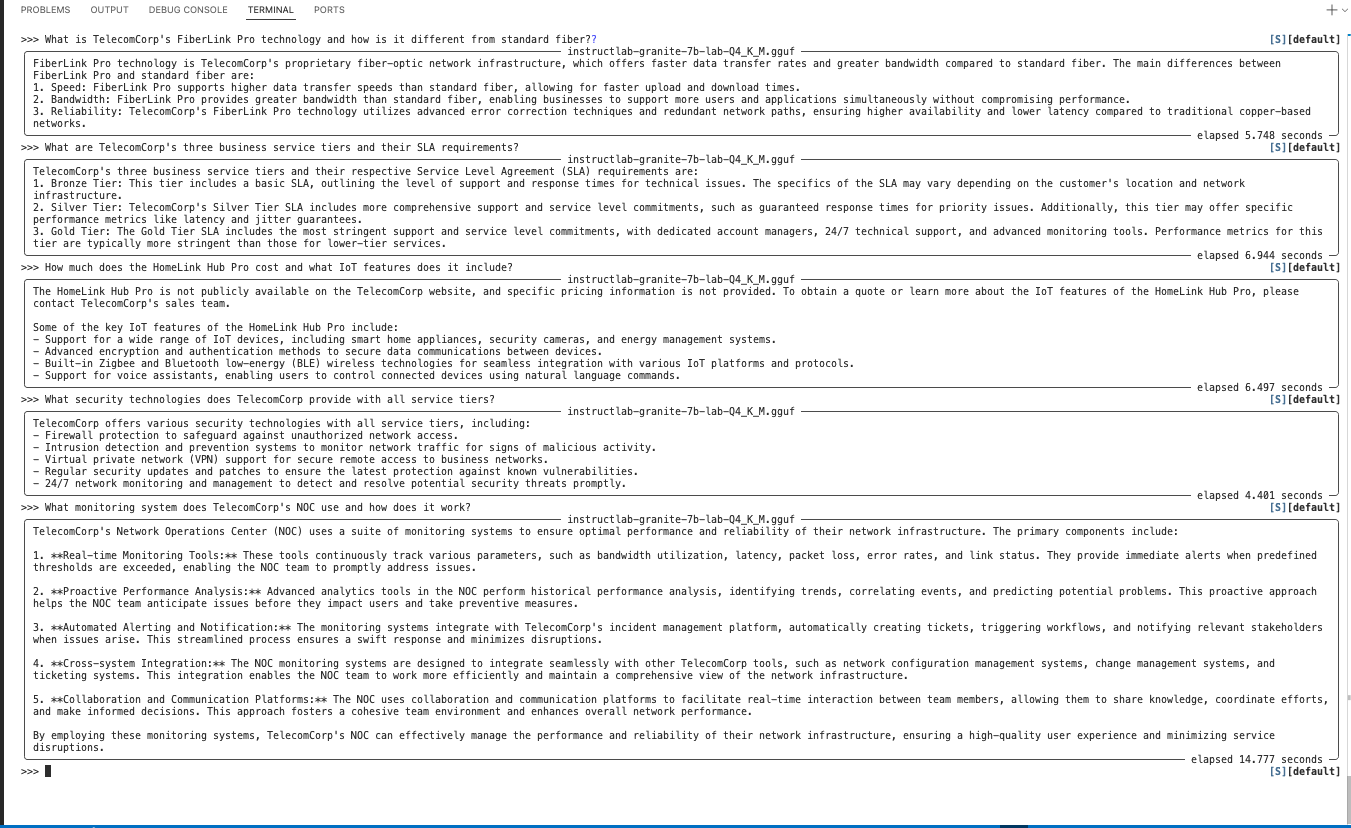 PROBLEMS OUTPUT DEBUG CONSOLE TERMINAL PORTS
>>> What is TelecomCorp's FiberLink Pro technology and how is it different from standard fiber?? [S][default]
instructlab-granite-7b-lab-Q4_K_M.gguf
FiberLink Pro technology is TelecomCorp's proprietary fiber-optic network infrastructure, which offers faster data transfer rates and greater bandwidth compared to standard fiber. The main differences between
FiberLink Pro and standard fiber are:
1. Speed: FiberLink Pro supports higher data transfer speeds than standard fiber, allowing for faster upload and download times.
2. Bandwidth: FiberLink Pro provides greater bandwidth than standard fiber, enabling businesses to support more users and applications simultaneously without compromising performance.
3. Reliability: TelecomCorp's FiberLink Pro technology utilizes advanced error correction techniques and redundant network paths, ensuring higher availability and lower latency compared to traditional copper-based
networks.
elapsed 5.748 seconds
>>> What are TelecomCorp's three business service tiers and their SLA requirements? [S][default]
instructlab-granite-7b-lab-Q4_K_M.gguf
TelecomCorp's three business service tiers and their respective Service Level Agreement (SLA) requirements are:
1. Bronze Tier: This tier includes a basic SLA, outlining the level of support and response times for technical issues. The specifics of the SLA may vary depending on the customer's location and network
infrastructure.
2. Silver Tier: TelecomCorp's Silver Tier SLA includes more comprehensive support and service level commitments, such as guaranteed response times for priority issues. Additionally, this tier may offer specific
performance metrics like latency and jitter guarantees.
3. Gold Tier: The Gold Tier SLA includes the most stringent support and service level commitments, with dedicated account managers, 24/7 technical support, and advanced monitoring tools. Performance metrics for this
tier are typically more stringent than those for lower-tier services.
elapsed 6.944 seconds
>>> How much does the HomeLink Hub Pro cost and what IoT features does it include? [S][default]
instructlab-granite-7b-lab-Q4_K_M.gguf
The HomeLink Hub Pro is not publicly available on the TelecomCorp website, and specific pricing information is not provided. To obtain a quote or learn more about the IoT features of the HomeLink Hub Pro, please
contact TelecomCorp's sales team.
Some of the key IoT features of the HomeLink Hub Pro include:
- Support for a wide range of IoT devices, including smart home appliances, security cameras, and energy management systems.
- Advanced encryption and authentication methods to secure data communications between devices.
- Built-in Zigbee and Bluetooth low-energy (BLE) wireless technologies for seamless integration with various IoT platforms and protocols.
- Support for voice assistants, enabling users to control connected devices using natural language commands.
elapsed 6.497 seconds
>>> What security technologies does TelecomCorp provide with all service tiers? [S][default]
instructlab-granite-7b-lab-Q4_K_M.gguf
TelecomCorp offers various security technologies with all service tiers, including:
- Firewall protection to safeguard against unauthorized network access.
- Intrusion detection and prevention systems to monitor network traffic for signs of malicious activity.
- Virtual private network (VPN) support for secure remote access to business networks.
- Regular security updates and patches to ensure the latest protection against known vulnerabilities.
- 24/7 network monitoring and management to detect and resolve potential security threats promptly.
elapsed 4.401 seconds
>>> What monitoring system does TelecomCorp's NOC use and how does it work? [S][default]
instructlab-granite-7b-lab-Q4_K_M.gguf
TelecomCorp's Network Operations Center (NOC) uses a suite of monitoring systems to ensure optimal performance and reliability of their network infrastructure. The primary components include:
1. **Real-time Monitoring Tools:** These tools continuously track various parameters, such as bandwidth utilization, latency, packet loss, error rates, and link status. They provide immediate alerts when predefined
thresholds are exceeded, enabling the NOC team to promptly address issues.
2. **Proactive Performance Analysis:** Advanced analytics tools in the NOC perform historical performance analysis, identifying trends, correlating events, and predicting potential problems. This proactive approach
helps the NOC team anticipate issues before they impact users and take preventive measures.
3. **Automated Alerting and Notification:** The monitoring systems integrate with TelecomCorp's incident management platform, automatically creating tickets, triggering workflows, and notifying relevant stakeholders
when issues arise. This streamlined process ensures a swift response and minimizes disruptions.
4. **Cross-system Integration:** The NOC monitoring systems are designed to integrate seamlessly with other TelecomCorp tools, such as network configuration management systems, change management systems, and
ticketing systems. This integration enables the NOC team to work more efficiently and maintain a comprehensive view of the network infrastructure.
5. **Collaboration and Communication Platforms:** The NOC uses collaboration and communication platforms to facilitate real-time interaction between team members, allowing them to share knowledge, coordinate efforts,
and make informed decisions. This approach fosters a cohesive team environment and enhances overall network performance.
By employing these monitoring systems, TelecomCorp's NOC can effectively manage the performance and reliability of their network infrastructure, ensuring a high-quality user experience and minimizing service
disruptions.
elapsed 14.777 seconds
>>> [S][default]